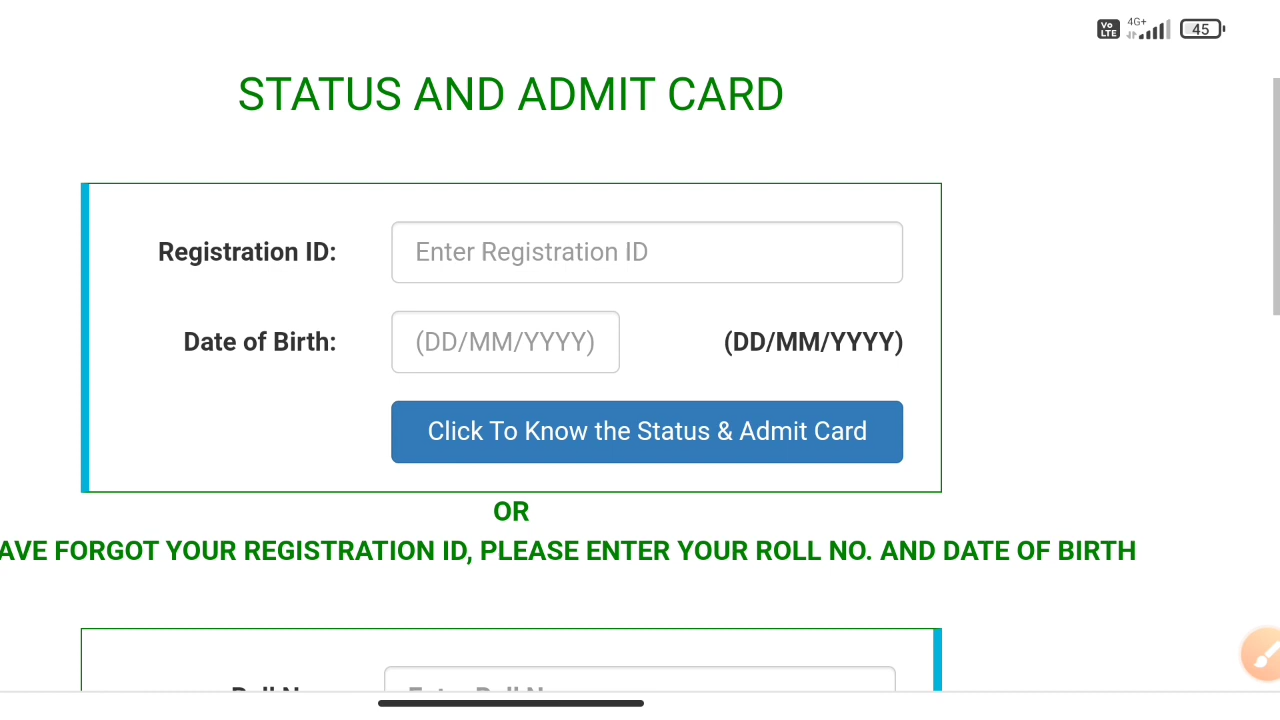 Vo LTE 4G+ 45
STATUS AND ADMIT CARD
Registration ID: Enter Registration ID
Date of Birth: (DD/MM/YYYY) (DD/MM/YYYY)
Click To Know the Status & Admit Card
OR
AVE FORGOT YOUR REGISTRATION ID, PLEASE ENTER YOUR ROLL NO. AND DATE OF BIRTH